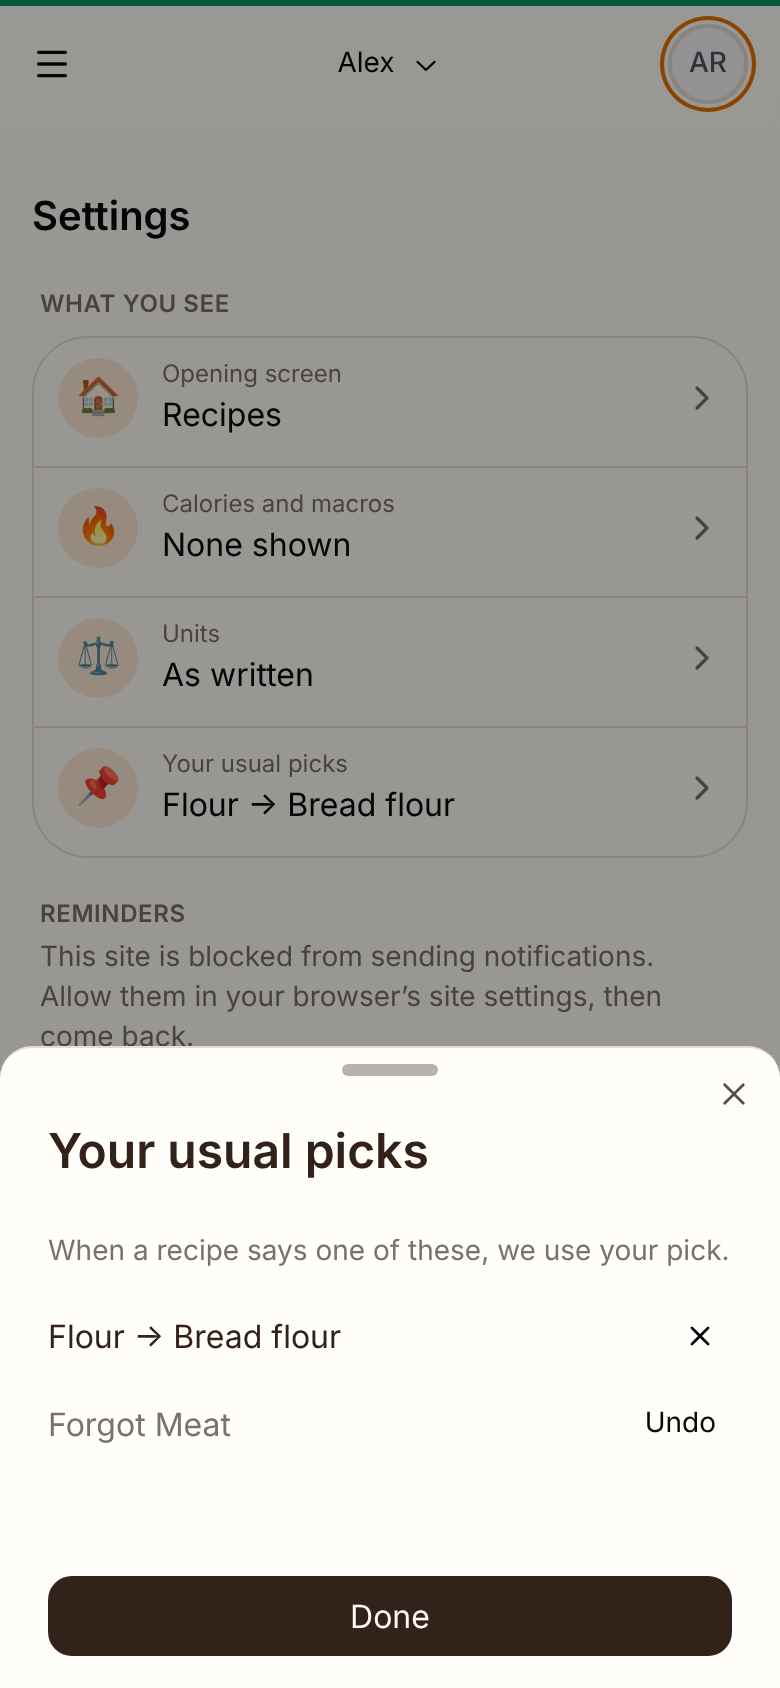 Alex
AR
Settings
WHAT YOU SEE
Opening screen
Recipes
Calories and macros
None shown
Units
As written
Your usual picks
Flour → Bread flour
REMINDERS
This site is blocked from sending notifications.
Allow them in your browser’s site settings, then
come back.
Your usual picks
When a recipe says one of these, we use your pick.
Flour → Bread flour
Forgot Meat
Undo
Done